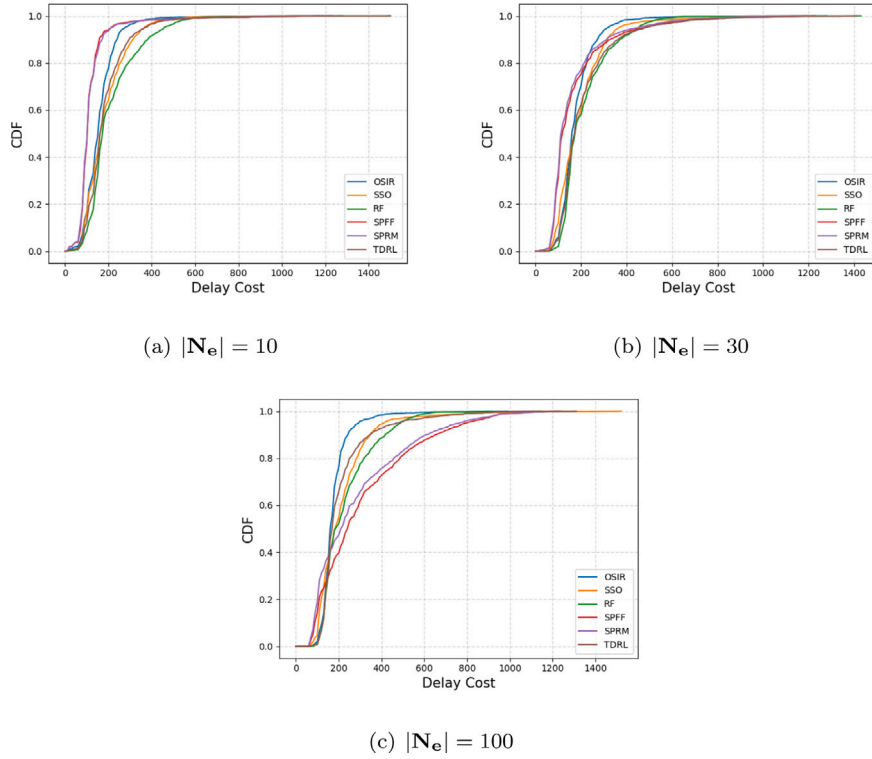 1.0
0.8
0.6
0.4
0.2
0.0
CDF
0 200 400 600 800 1000 1200 1400
Delay Cost
OSIR
SSO
RF
SPFF
SPRM
TDRL
(a) |Ne| = 10
1.0
0.8
0.6
0.4
0.2
0.0
CDF
0 200 400 600 800 1000 1200 1400
Delay Cost
OSIR
SSO
RF
SPFF
SPRM
TDRL
(b) |Ne| = 30
1.0
0.8
0.6
0.4
0.2
0.0
CDF
0 200 400 600 800 1000 1200 1400
Delay Cost
OSIR
SSO
RF
SPFF
SPRM
TDRL
(c) |Ne| = 100